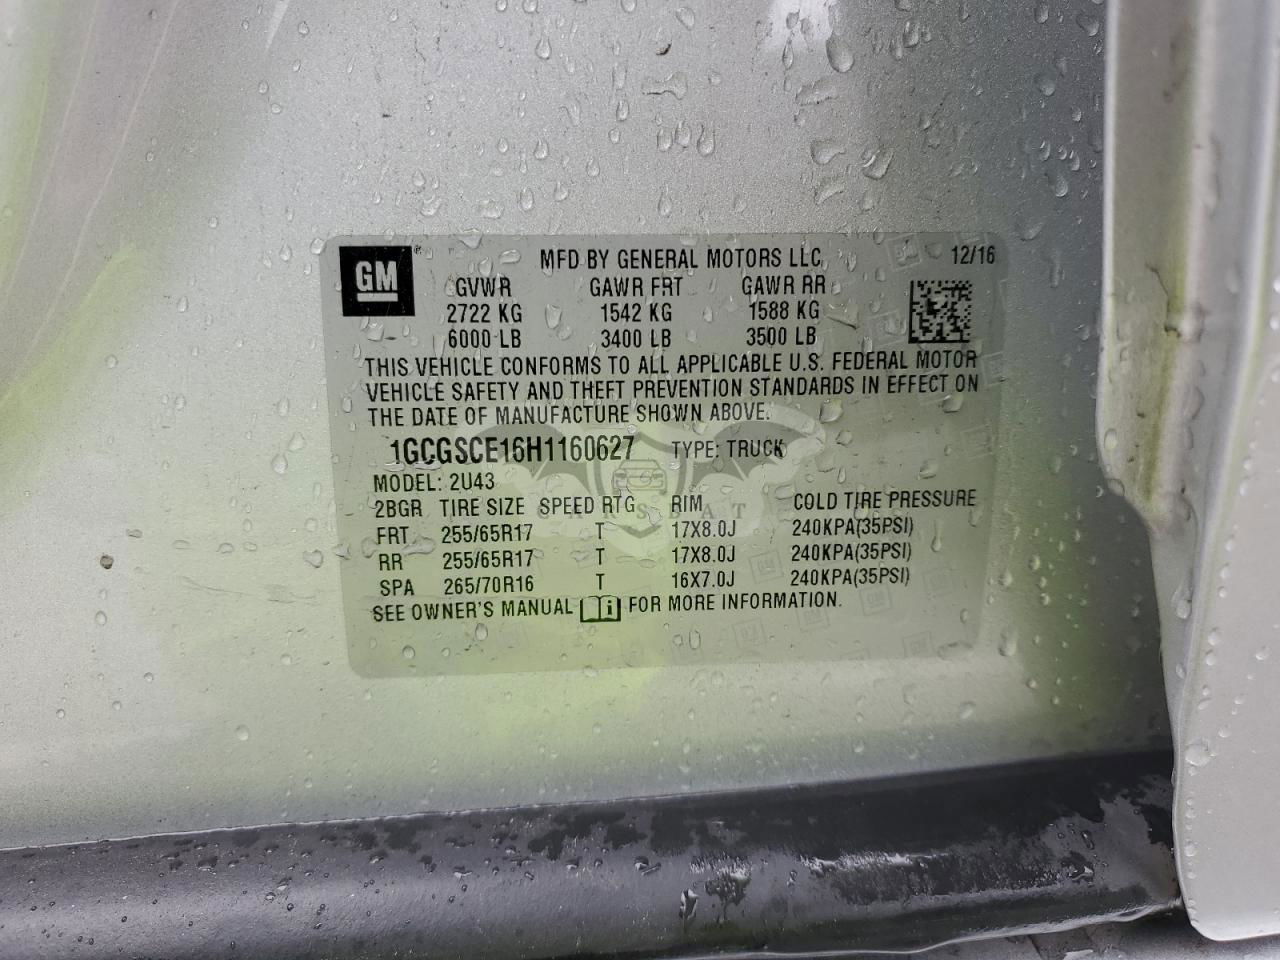 GM
MFD BY GENERAL MOTORS LLC 12/16
GVWR GAWR FRT GAWR RR
2722 KG 1542 KG 1588 KG
6000 LB 3400 LB 3500 LB
THIS VEHICLE CONFORMS TO ALL APPLICABLE U.S. FEDERAL MOTOR
VEHICLE SAFETY AND THEFT PREVENTION STANDARDS IN EFFECT ON
THE DATE OF MANUFACTURE SHOWN ABOVE.
1GCGSCE16H1160627 TYPE: TRUCK
MODEL: 2U43
2BGR TIRE SIZE SPEED RTG RIM COLD TIRE PRESSURE
FRT 255/65R17 T 17X8.0J 240KPA(35PSI)
RR 255/65R17 T 17X8.0J 240KPA(35PSI)
SPA 265/70R16 T 16X7.0J 240KPA(35PSI)
SEE OWNER'S MANUAL i FOR MORE INFORMATION.